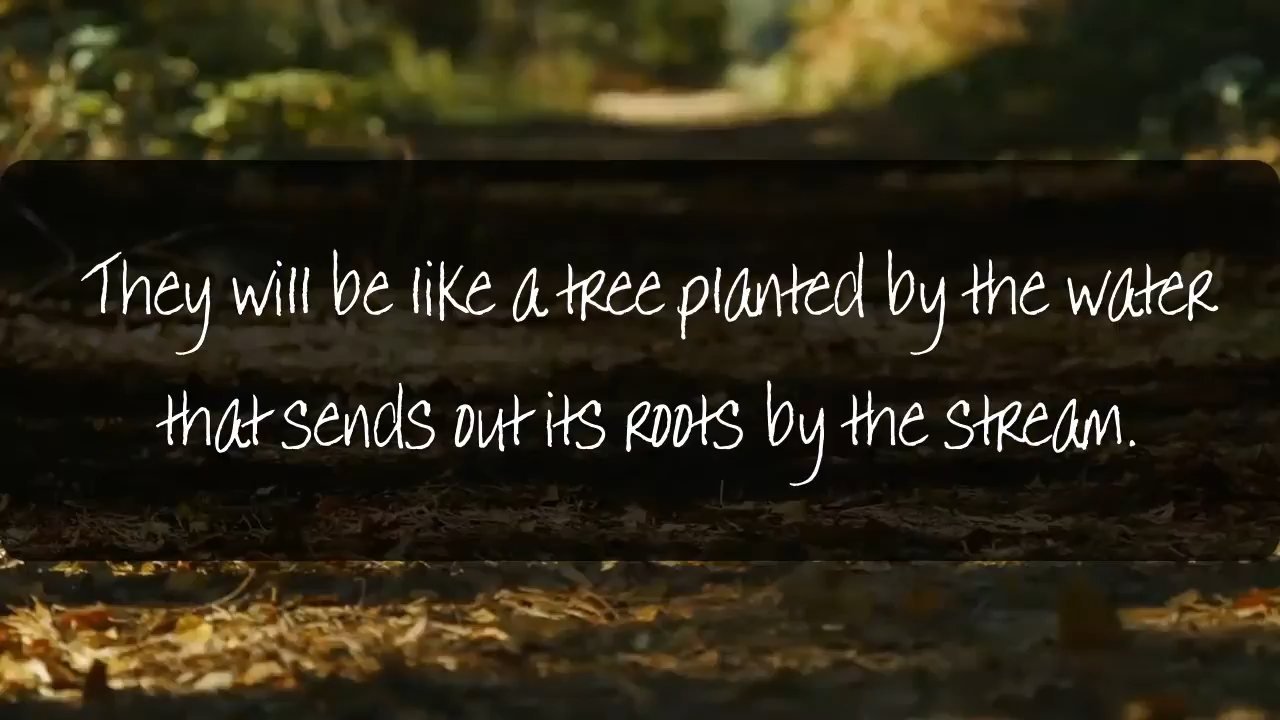 They will be like a tree planted by the water
that sends out its roots by the stream.